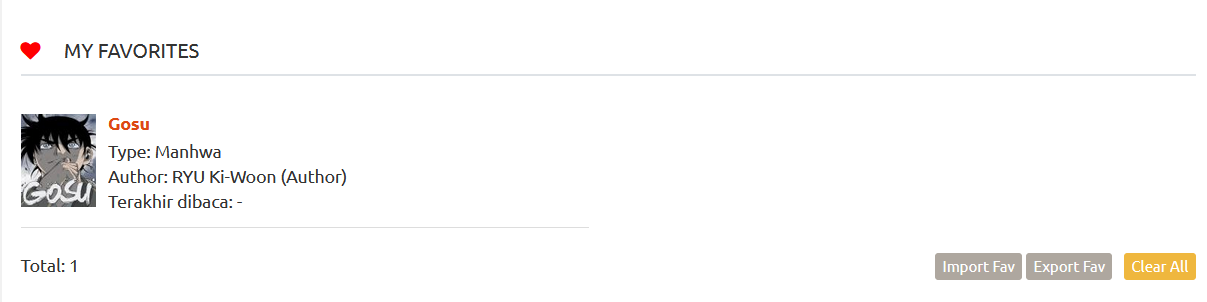 MY FAVORITES
GOSU
Gosu
Type: Manhwa
Author: RYU Ki-Woon (Author)
Terakhir dibaca: -
Total: 1
Import Fav Export Fav Clear All